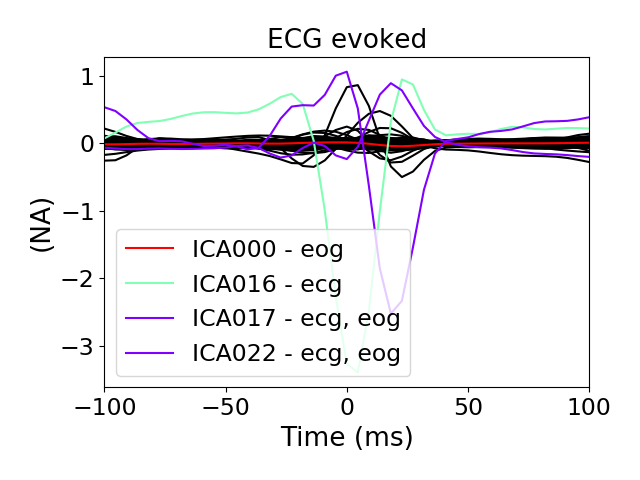 ECG evoked
1
0
−1
−2
−3
(NA)
ICA000 - eog
ICA016 - ecg
ICA017 - ecg, eog
ICA022 - ecg, eog
−100
−50
0
50
100
Time (ms)